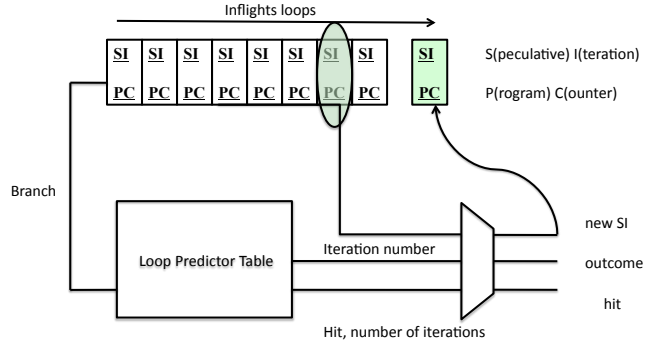 Inflights loops
SI SI SI SI SI SI SI SI SI
S(peculative) I(teration)
PC PC PC PC PC PC PC PC PC
P(rogram) C(ounter)
Branch
new SI
Iteration number
Loop Predictor Table
outcome
hit
Hit, number of iterations